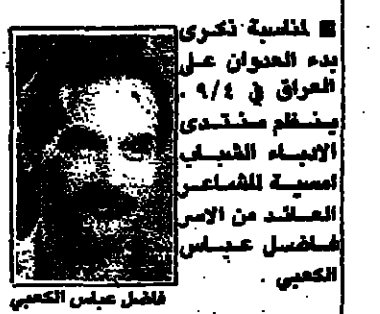 ■ لمناسبة ذكرى
بدء العدوان على
العراق في ٩/٤ .
ينظم منتدى
الادباء الشباب
امسية للشاعر
العائد من الاسر
فاضل عباس
الكعبي .
فاضل عباس الكعبي